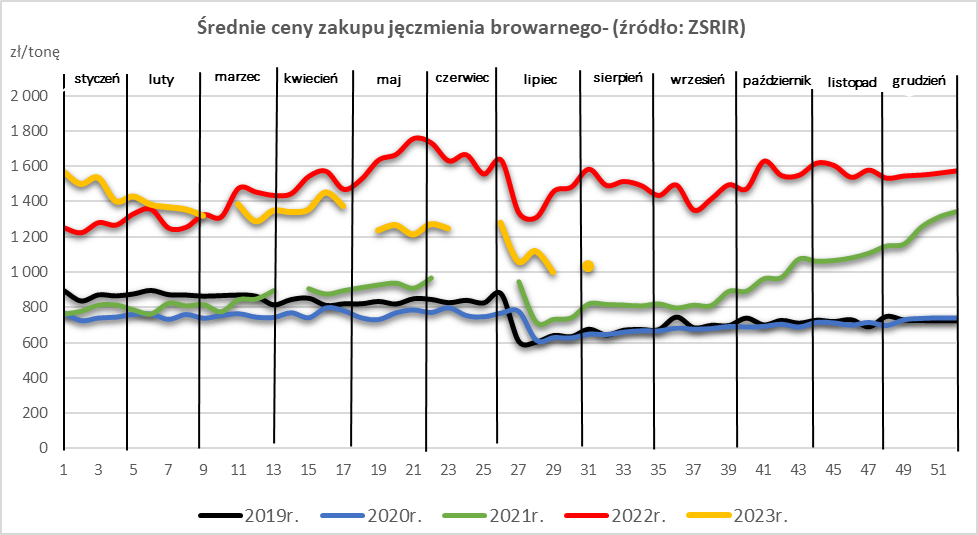 Średnie ceny zakupu jęczmienia browarnego- (źródło: ZSRIR)
zł/tonę
styczeń luty marzec kwiecień maj czerwiec lipiec sierpień wrzesień październik listopad grudzień
2 000
1 800
1 600
1 400
1 200
1 000
800
600
400
200
0
1 3 5 7 9 11 13 15 17 19 21 23 25 27 29 31 33 35 37 39 41 43 45 47 49 51
2019r. 2020r. 2021r. 2022r. 2023r.